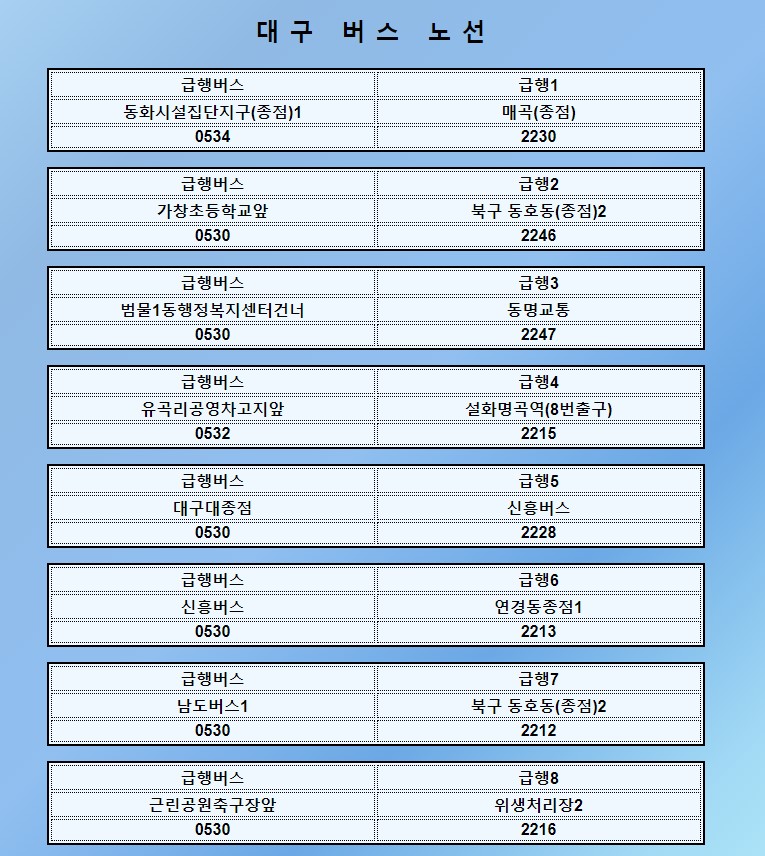 대구 버스 노선
급행버스 급행1
동화시설집단지구(종점)1 매곡(종점)
0534 2230
급행버스 급행2
가창초등학교앞 북구 동호동(종점)2
0530 2246
급행버스 급행3
범물1동행정복지센터건너 동명교통
0530 2247
급행버스 급행4
유곡리공영차고지앞 설화명곡역(8번출구)
0532 2215
급행버스 급행5
대구대종점 신흥버스
0530 2228
급행버스 급행6
신흥버스 연경동종점1
0530 2213
급행버스 급행7
남도버스1 북구 동호동(종점)2
0530 2212
급행버스 급행8
근린공원축구장앞 위생처리장2
0530 2216